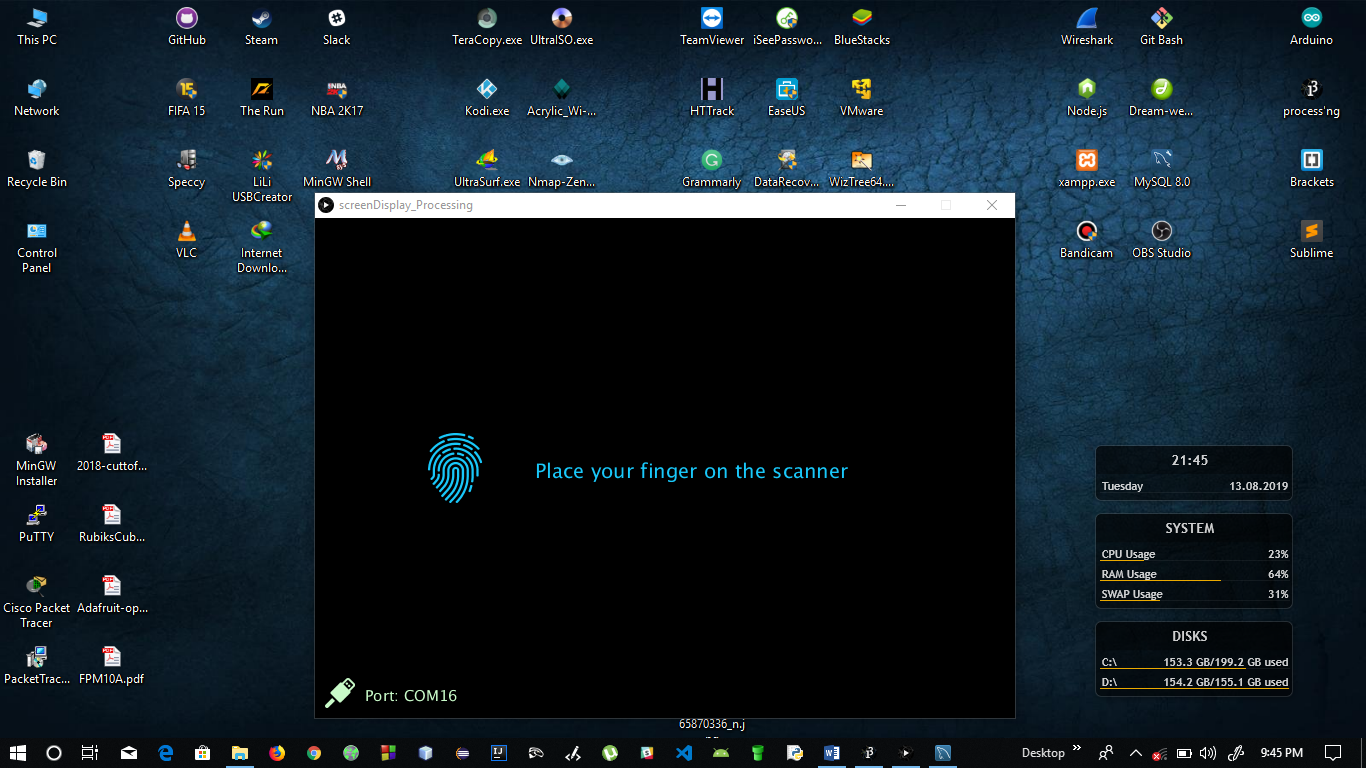 This PC
GitHub
Steam
Slack
TeraCopy.exe
UltraISO.exe
TeamViewer
iSeePasswo...
BlueStacks
Wireshark
Git Bash
Arduino
Network
FIFA 15
The Run
NBA 2K17
Kodi.exe
Acrylic_Wi-...
HTTrack
EaseUS
VMware
Node.js
Dream-we...
process'ng
Recycle Bin
Speccy
LiLi
USBCreator
MinGW Shell
UltraSurf.exe
Nmap-Zen...
Grammarly
DataRecov...
WizTree64....
xampp.exe
MySQL 8.0
Brackets
Control
Panel
VLC
Internet
Downlo...
Bandicam
OBS Studio
Sublime
screenDisplay_Processing
Place your finger on the scanner
Port: COM16
MinGW
Installer
2018-cuttof...
PuTTY
RubiksCub...
Cisco Packet
Tracer
Adafruit-op...
PacketTrac...
FPM10A.pdf
21:45
Tuesday 13.08.2019
SYSTEM
CPU Usage 23%
RAM Usage 64%
SWAP Usage 31%
DISKS
C:\ 153.3 GB/199.2 GB used
D:\ 154.2 GB/155.1 GB used
65870336_n.j
Desktop
9:45 PM